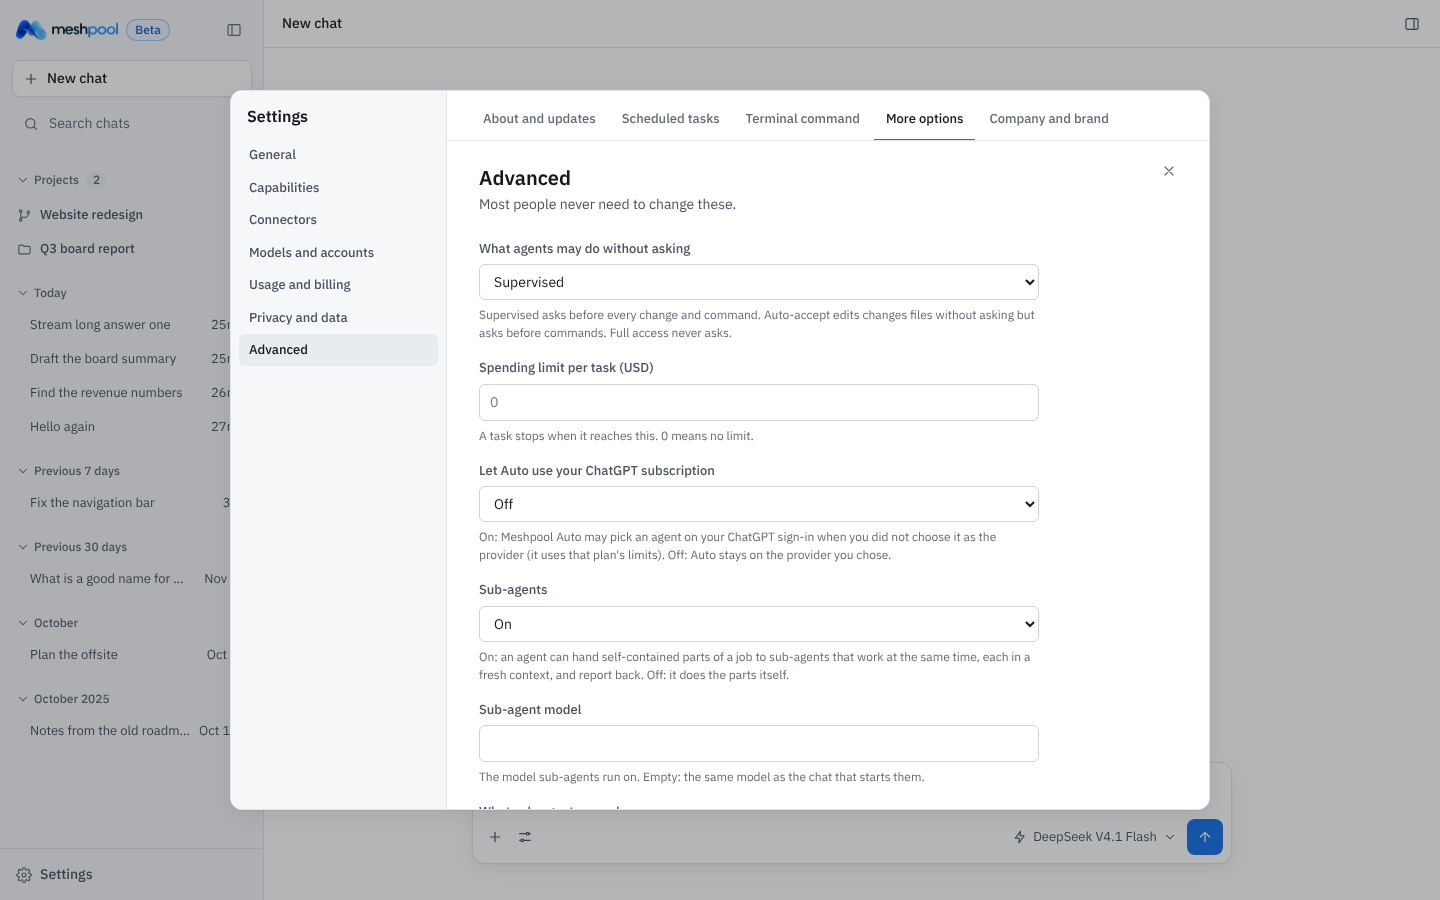 meshpool Beta
New chat
New chat
Search chats
Projects 2
Website redesign
Q3 board report
Today
Stream long answer one
Draft the board summary
Find the revenue numbers
Hello again
Previous 7 days
Fix the navigation bar
Previous 30 days
What is a good name for ... Nov
October
Plan the offsite Oct
October 2025
Notes from the old roadm... Oct
Settings
Settings
General
Capabilities
Connectors
Models and accounts
Usage and billing
Privacy and data
Advanced
About and updates Scheduled tasks Terminal command More options Company and brand
Advanced
Most people never need to change these.
What agents may do without asking
Supervised
Supervised asks before every change and command. Auto-accept edits changes files without asking but
asks before commands. Full access never asks.
Spending limit per task (USD)
0
A task stops when it reaches this. 0 means no limit.
Let Auto use your ChatGPT subscription
Off
On: Meshpool Auto may pick an agent on your ChatGPT sign-in when you did not choose it as the
provider (it uses that plan's limits). Off: Auto stays on the provider you chose.
Sub-agents
On
On: an agent can hand self-contained parts of a job to sub-agents that work at the same time, each in a
fresh context, and report back. Off: it does the parts itself.
Sub-agent model
The model sub-agents run on. Empty: the same model as the chat that starts them.
DeepSeek V4.1 Flash